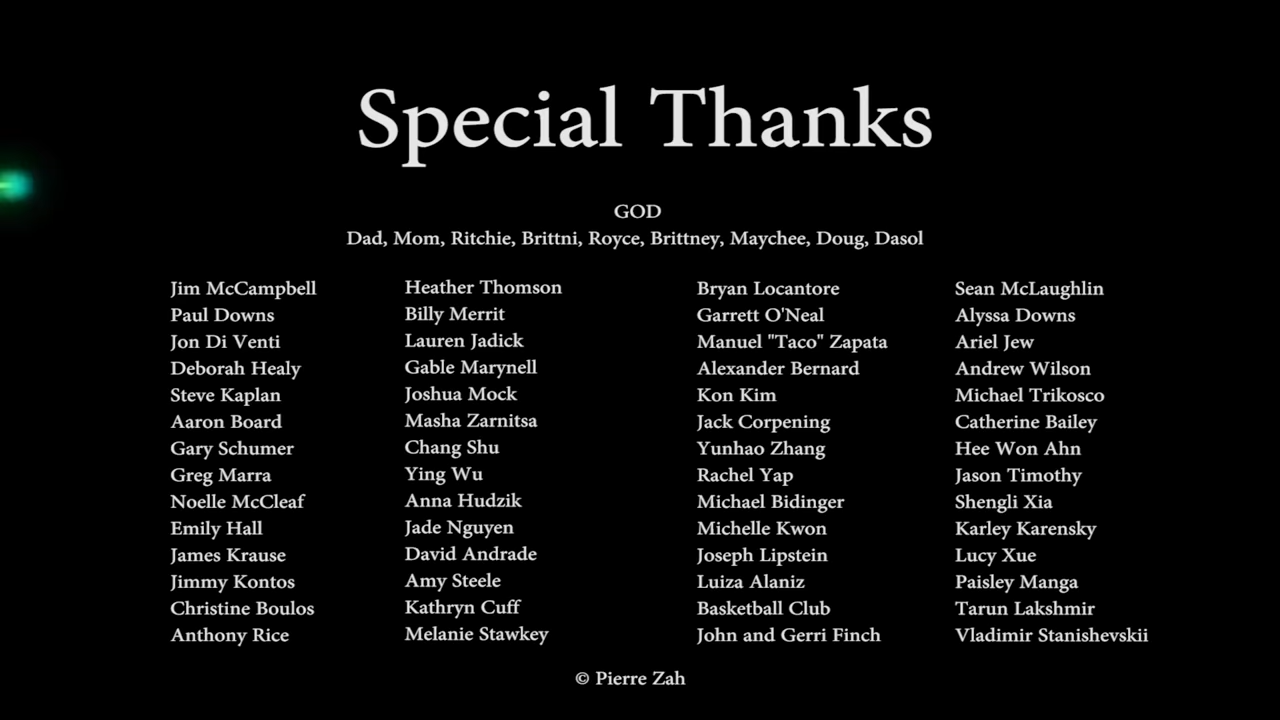 Special Thanks
GOD
Dad, Mom, Ritchie, Brittni, Royce, Brittney, Maychee, Doug, Dasol
Jim McCampbell
Paul Downs
Jon Di Venti
Deborah Healy
Steve Kaplan
Aaron Board
Gary Schumer
Greg Marra
Noelle McCleaf
Emily Hall
James Krause
Jimmy Kontos
Christine Boulos
Anthony Rice
Heather Thomson
Billy Merrit
Lauren Jadick
Gable Marynell
Joshua Mock
Masha Zarnitsa
Chang Shu
Ying Wu
Anna Hudzik
Jade Nguyen
David Andrade
Amy Steele
Kathryn Cuff
Melanie Stawkey
Bryan Locantore
Garrett O'Neal
Manuel "Taco" Zapata
Alexander Bernard
Kon Kim
Jack Corpening
Yunhao Zhang
Rachel Yap
Michael Bidinger
Michelle Kwon
Joseph Lipstein
Luiza Alaniz
Basketball Club
John and Gerri Finch
Sean McLaughlin
Alyssa Downs
Ariel Jew
Andrew Wilson
Michael Trikosco
Catherine Bailey
Hee Won Ahn
Jason Timothy
Shengli Xia
Karley Karensky
Lucy Xue
Paisley Manga
Tarun Lakshmir
Vladimir Stanishevskii
© Pierre Zah